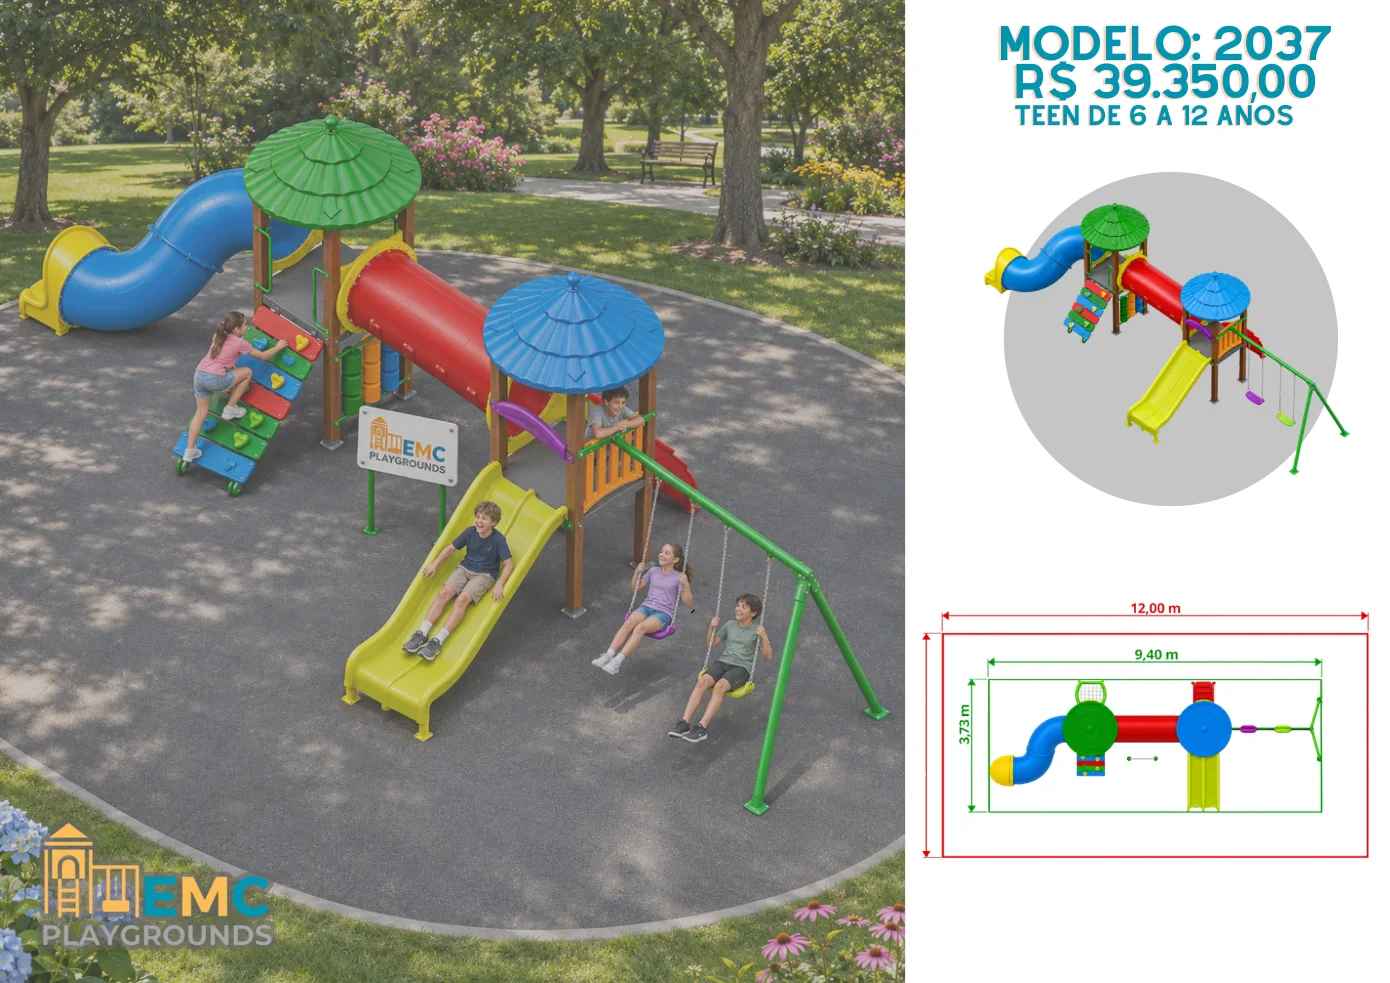 MODELO: 2037
R$ 39.350,00
TEEN DE 6 A 12 ANOS
EMC
PLAYGROUNDS
12,00 m
9,40 m
3,73 m
EMC
PLAYGROUNDS